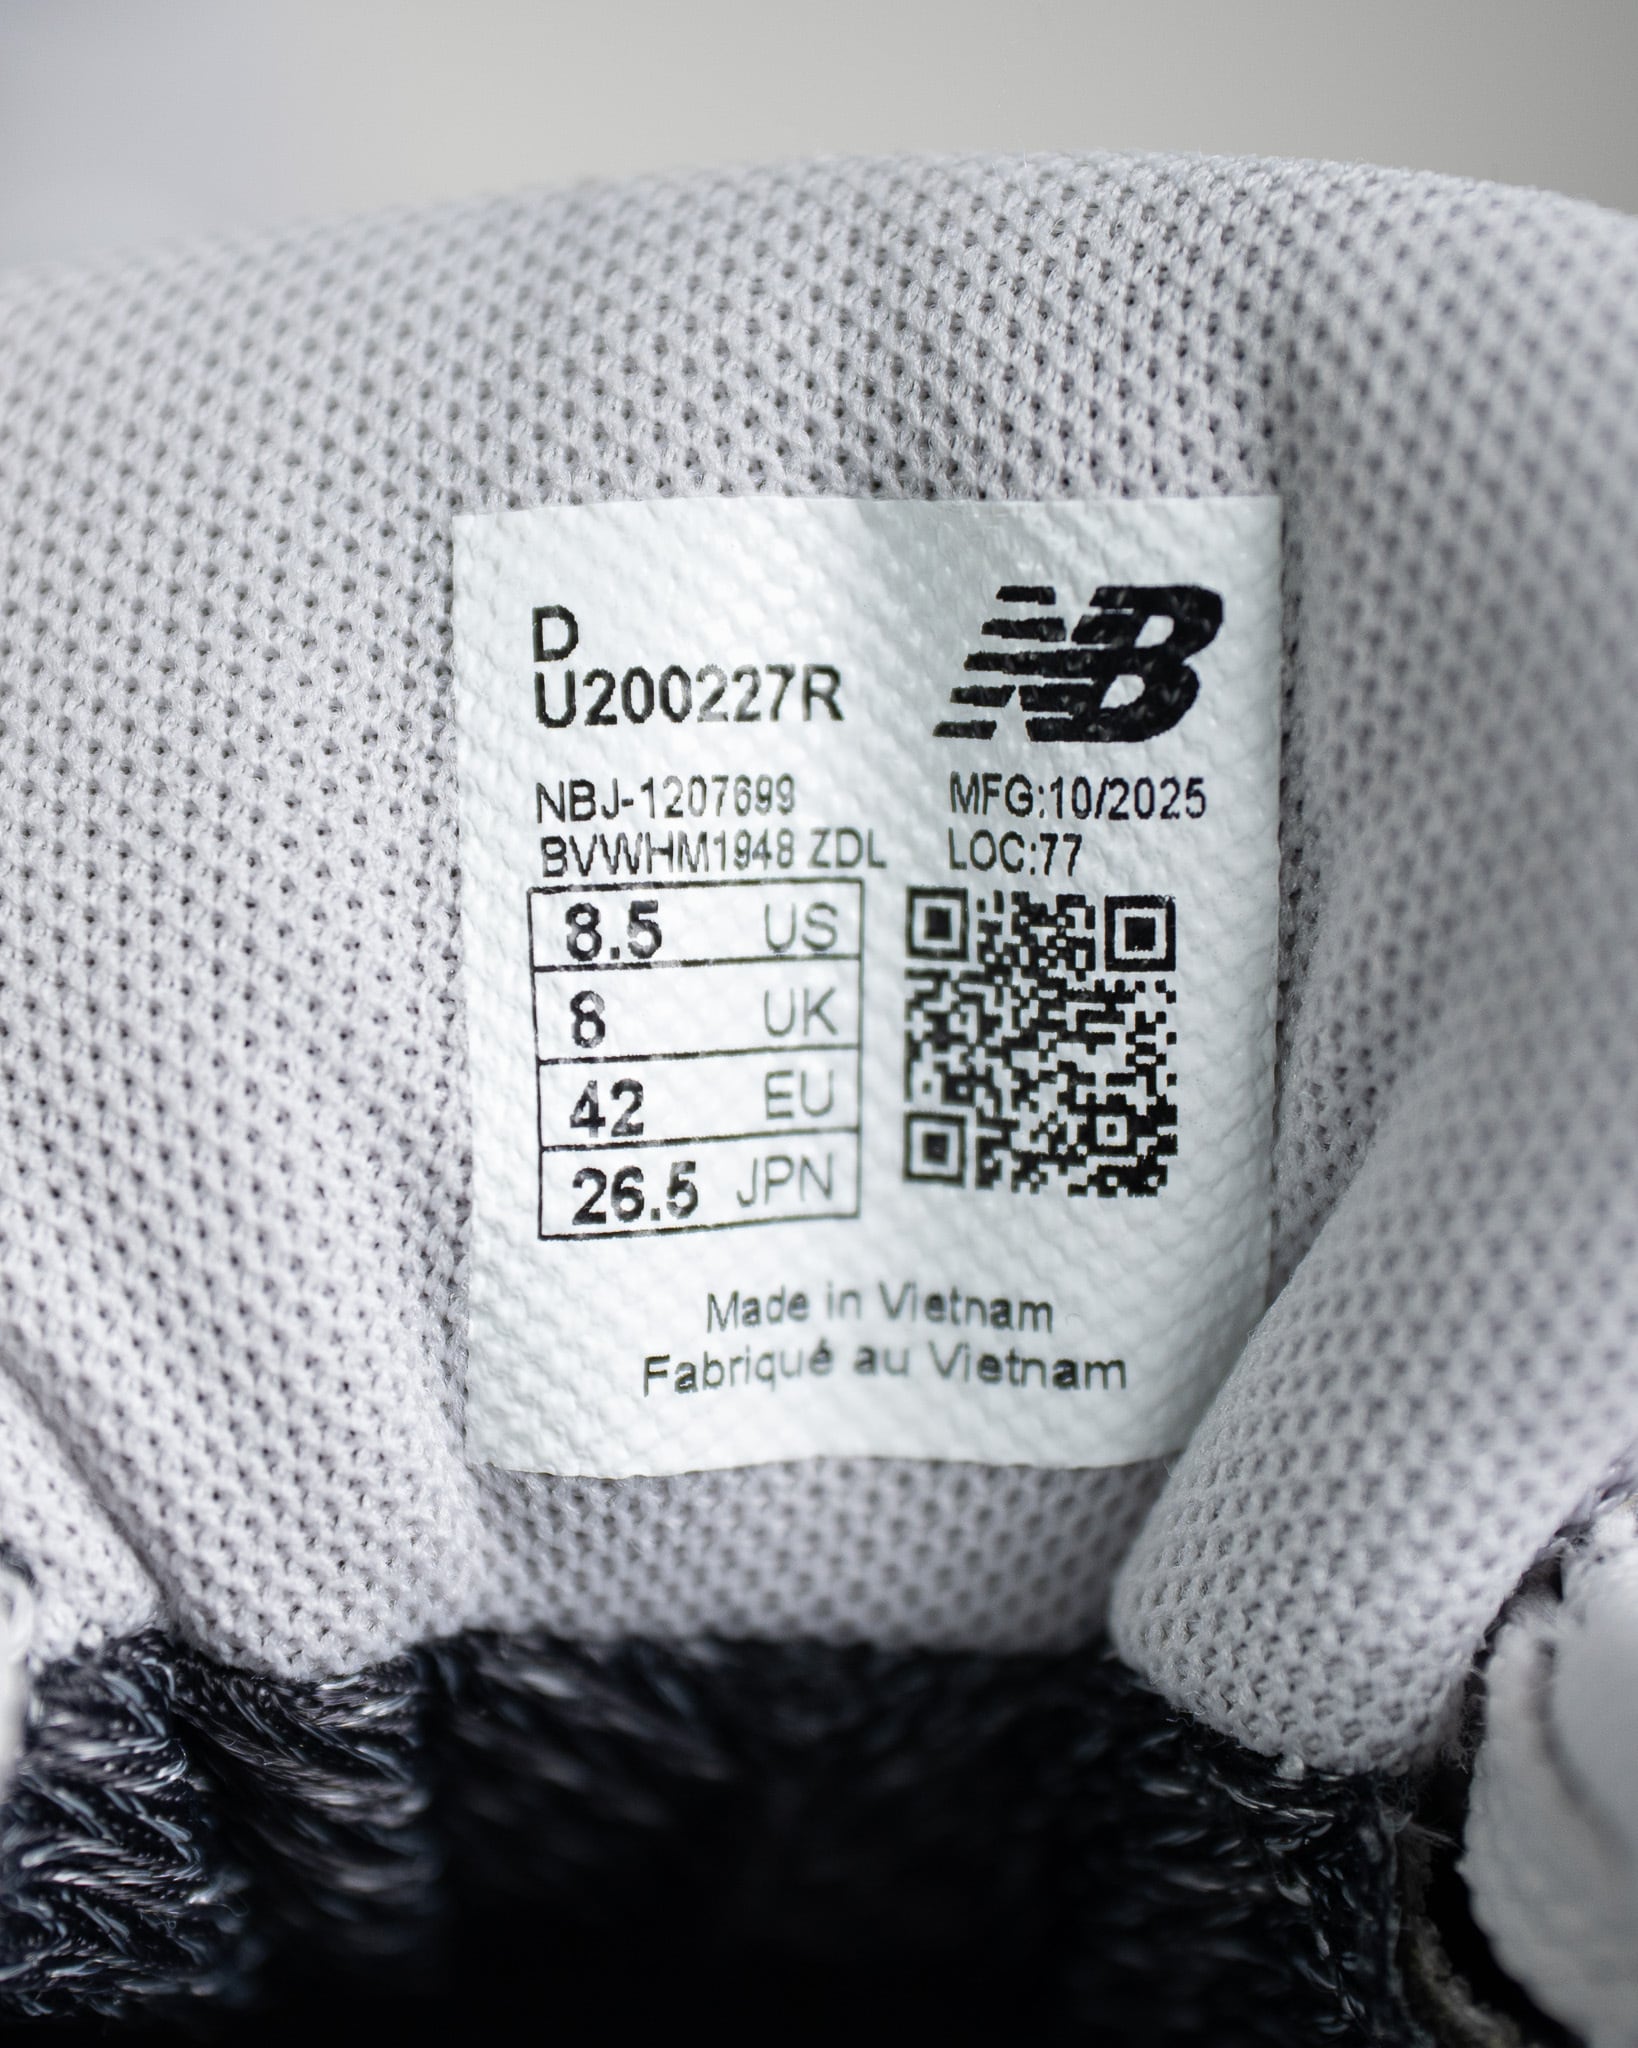 D
U200227R
NB
NBJ-1207699
MFG:10/2025
BVWHM1948 ZDL
LOC:77
8.5 US
8 UK
42 EU
26.5 JPN
Made in Vietnam
Fabriqué au Vietnam